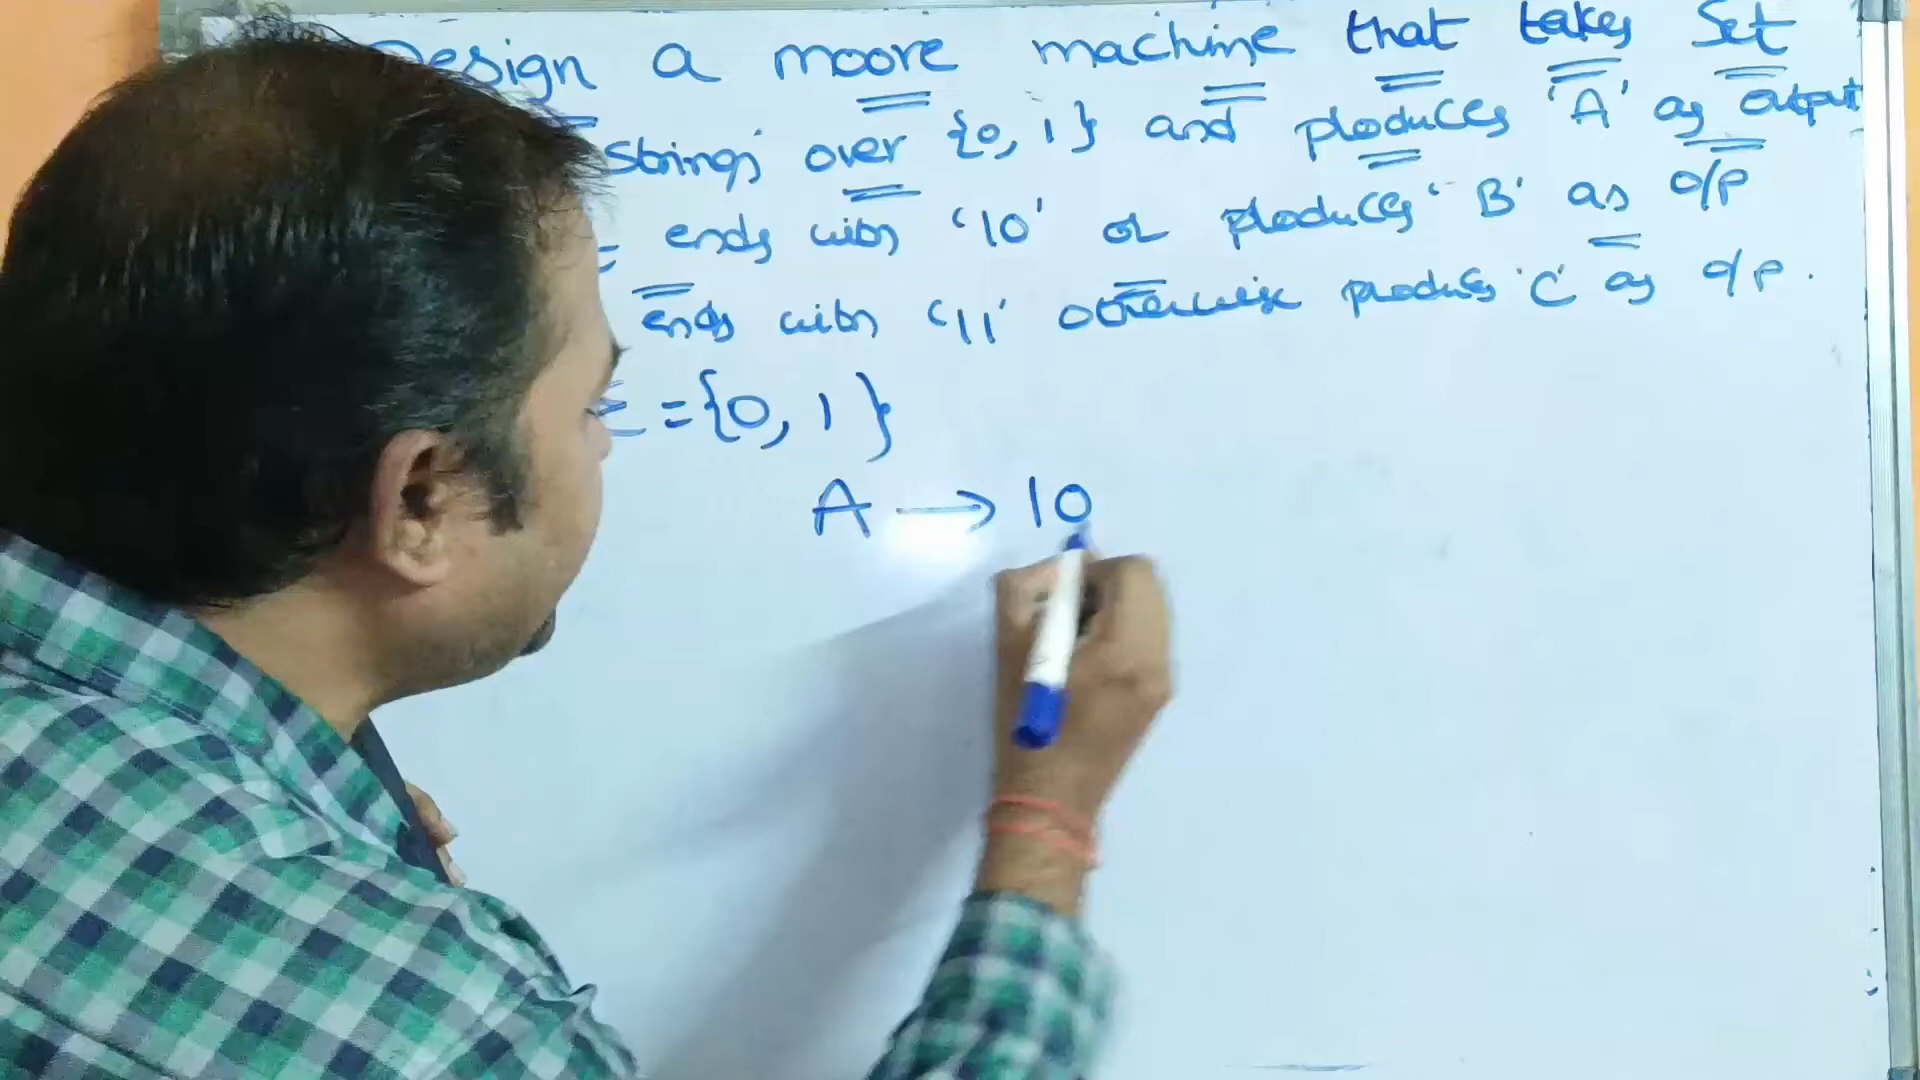 Design a moore machine that takes set
strings over {0, 1} and produces 'A' as output
ends with '10' or produces 'B' as o/p
ends with '11' otherwise produces 'C' as o/p.
Σ = {0, 1}
A → 10